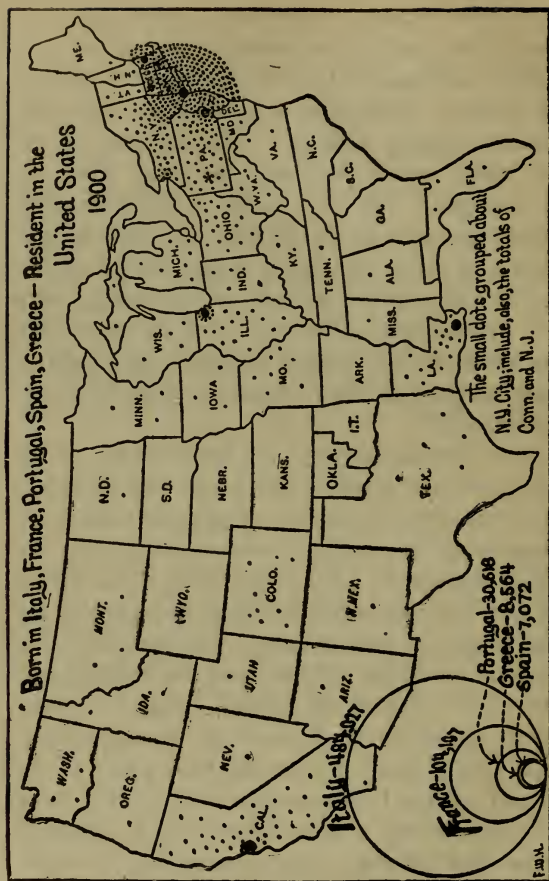 Born in Italy, France, Portugal, Spain, Greece – Resident in the
United States
1900
WASH.
OREG.
CAL.
NEV.
IDA.
MONT.
WYO.
UTAH
COLO.
ARIZ.
N.MEX.
N.D.
S.D.
NEBR.
KANS.
OKLA.
I.T.
TEX.
MINN.
IOWA
MO.
ARK.
LA.
WIS.
ILL.
MICH.
IND.
OHIO
KY.
TENN.
MISS.
ALA.
GA.
FLA.
S.C.
N.C.
VA.
W.VA.
MD.
DEL.
PA.
N.
VT.
N.H.
ME.
The small dots grouped about
N.Y. City; include, also, the totals of
Conn. and N.J.
Italy-484,027
France-104,197
Portugal-30,618
Greece-8,564
Spain-7,072
F.W.H.